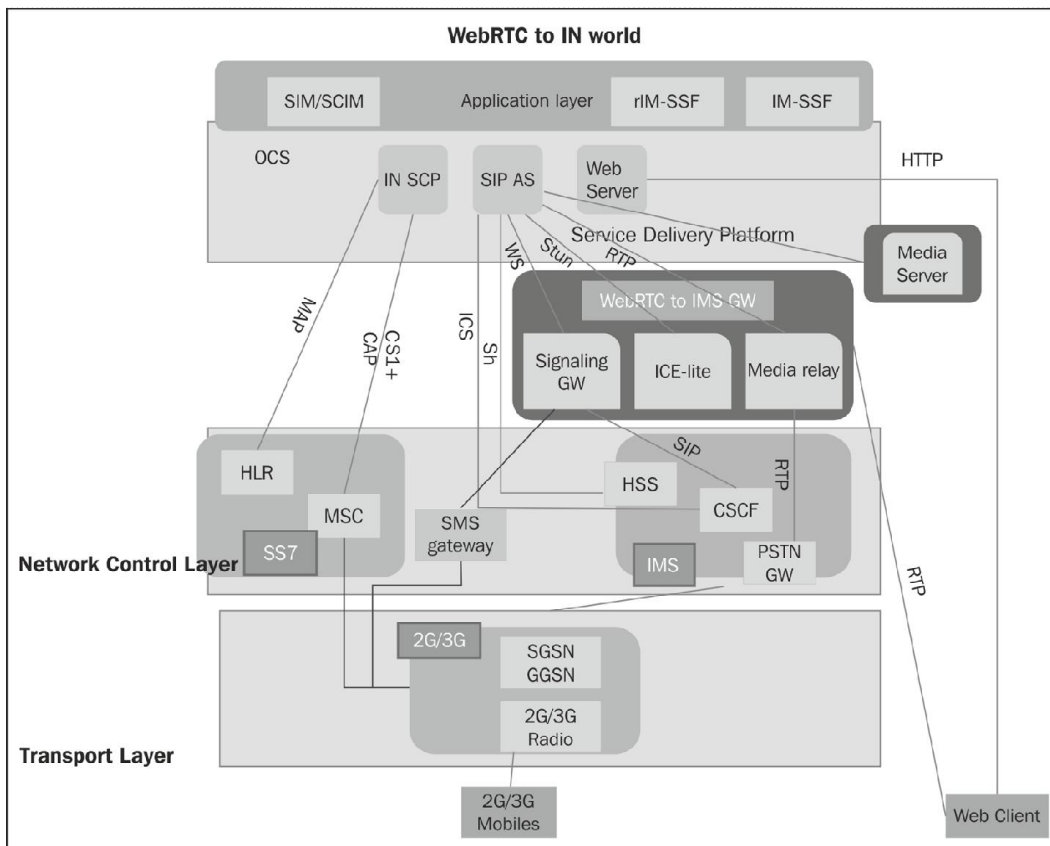 WebRTC to IN world
SIM/SCIM
Application layer
rIM-SSF
IM-SSF
OCS
IN SCP
SIP AS
Web
Server
HTTP
Service Delivery Platform
Media
Server
WS
Stun
RTP
MAP
CS1+
CAP
ICS
Sh
WebRTC to IMS GW
Signaling
GW
ICE-lite
Media relay
SIP
RTP
HLR
MSC
SS7
SMS
gateway
HSS
CSCF
IMS
PSTN
GW
Network Control Layer
RTP
2G/3G
SGSN
GGSN
2G/3G
Radio
Transport Layer
2G/3G
Mobiles
Web Client